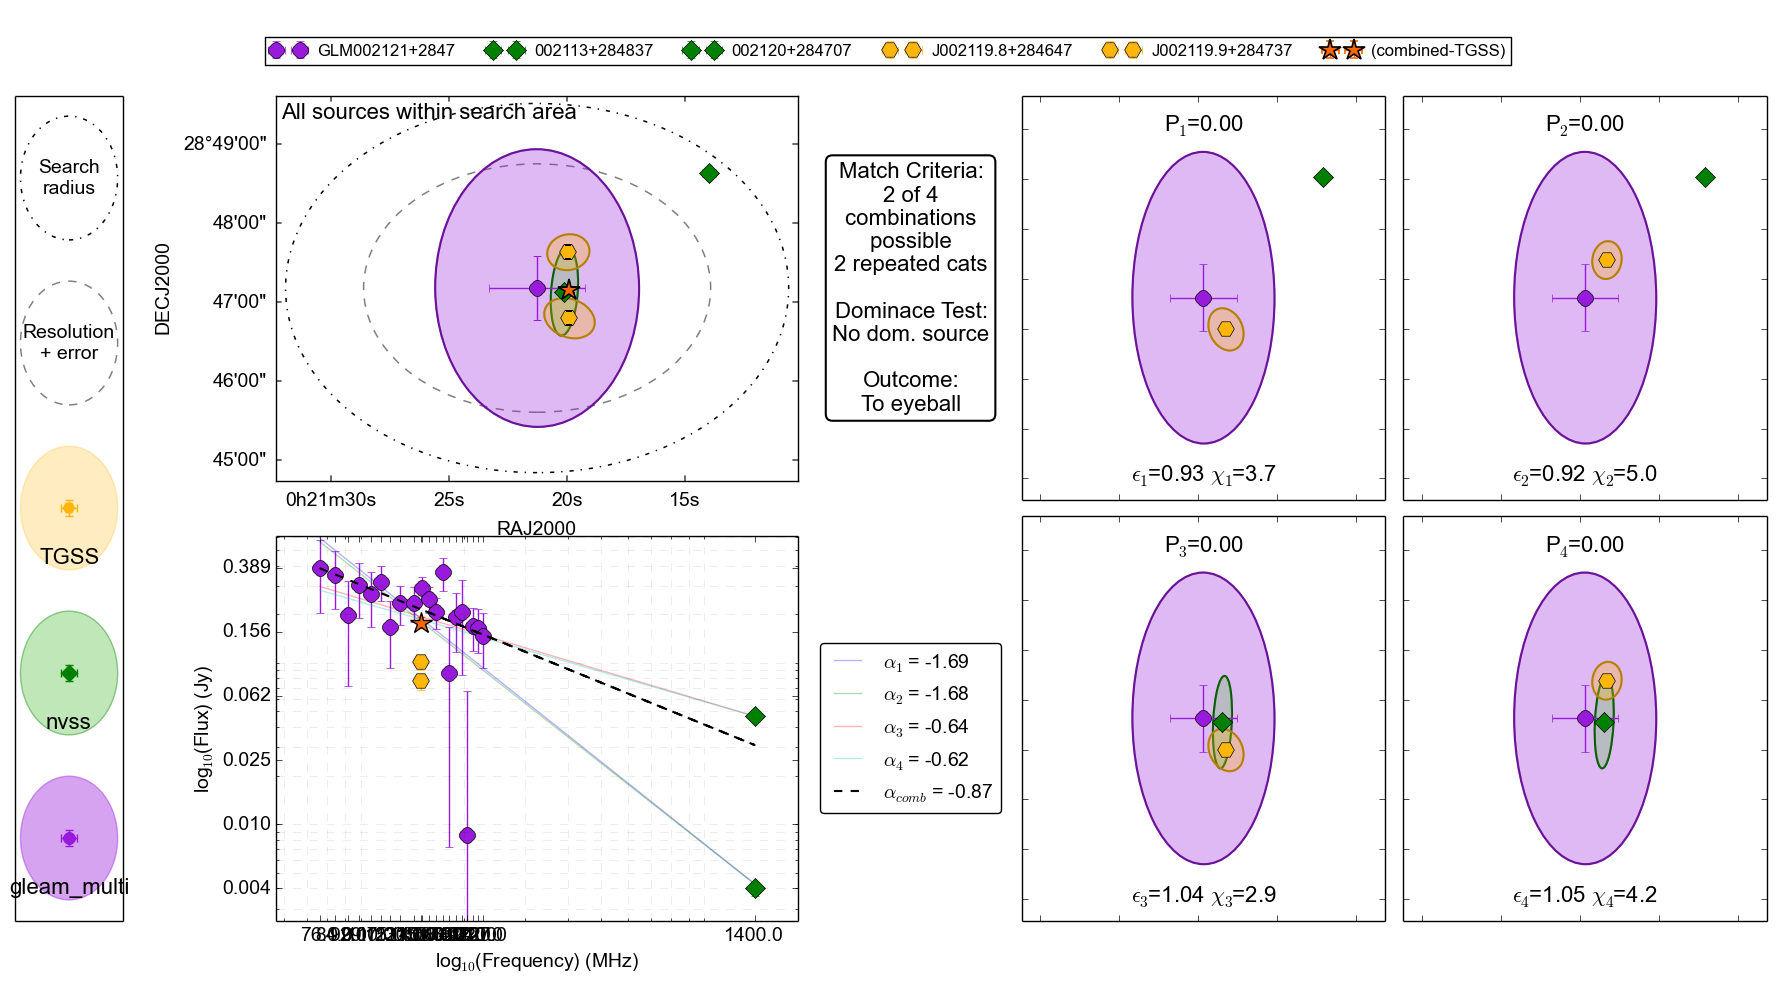 GLM002121+2847
002113+284837
002120+284707
J002119.8+284647
J002119.9+284737
(combined-TGSS)
Search
radius
Resolution
+ error
TGSS
nvss
gleam_multi
All sources within search area
DECJ2000
28°49'00"
48'00"
47'00"
46'00"
45'00"
0h21m30s
25s
20s
15s
RAJ2000
Match Criteria:
2 of 4
combinations
possible
2 repeated cats
Dominace Test:
No dom. source
Outcome:
To eyeball
P1=0.00
ϵ1=0.93 χ1=3.7
P2=0.00
ϵ2=0.92 χ2=5.0
P3=0.00
ϵ3=1.04 χ3=2.9
P4=0.00
ϵ4=1.05 χ4=4.2
log10(Flux) (Jy)
0.389
0.156
0.062
0.025
0.010
0.004
1400.0
log10(Frequency) (MHz)
α1 = -1.69
α2 = -1.68
α3 = -0.64
α4 = -0.62
αcomb = -0.87